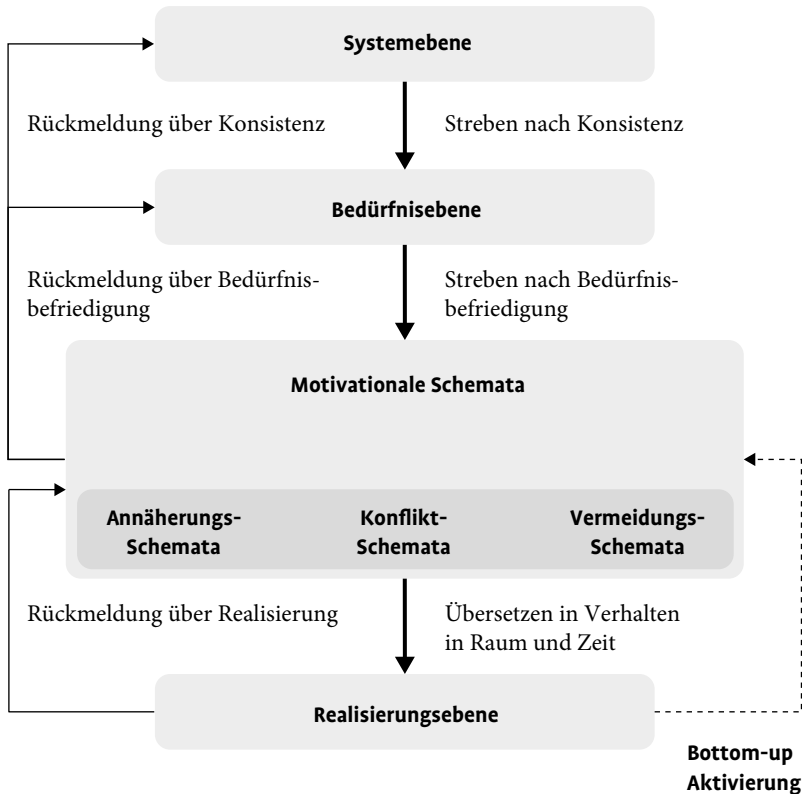 Systemebene
Rückmeldung über Konsistenz
Streben nach Konsistenz
Bedürfnisebene
Rückmeldung über Bedürfnis-
befriedigung
Streben nach Bedürfnis-
befriedigung
Motivationale Schemata
Annäherungs-
Schemata
Konflikt-
Schemata
Vermeidungs-
Schemata
Rückmeldung über Realisierung
Übersetzen in Verhalten
in Raum und Zeit
Realisierungsebene
Bottom-up
Aktivierung